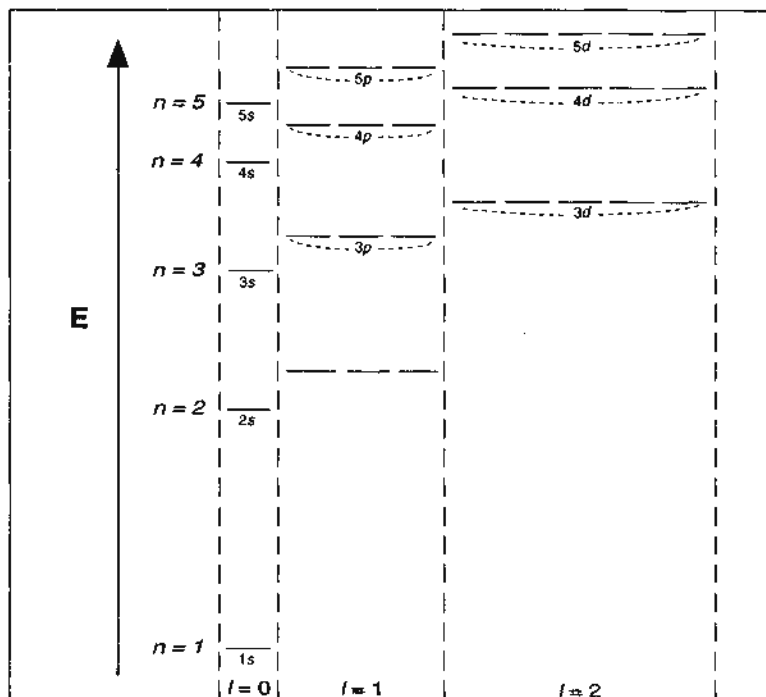 5d
5p
n = 5
5s
4d
4p
n = 4
4s
3d
3p
n = 3
3s
E
n = 2
2s
n = 1
1s
l = 0
l = 1
l = 2